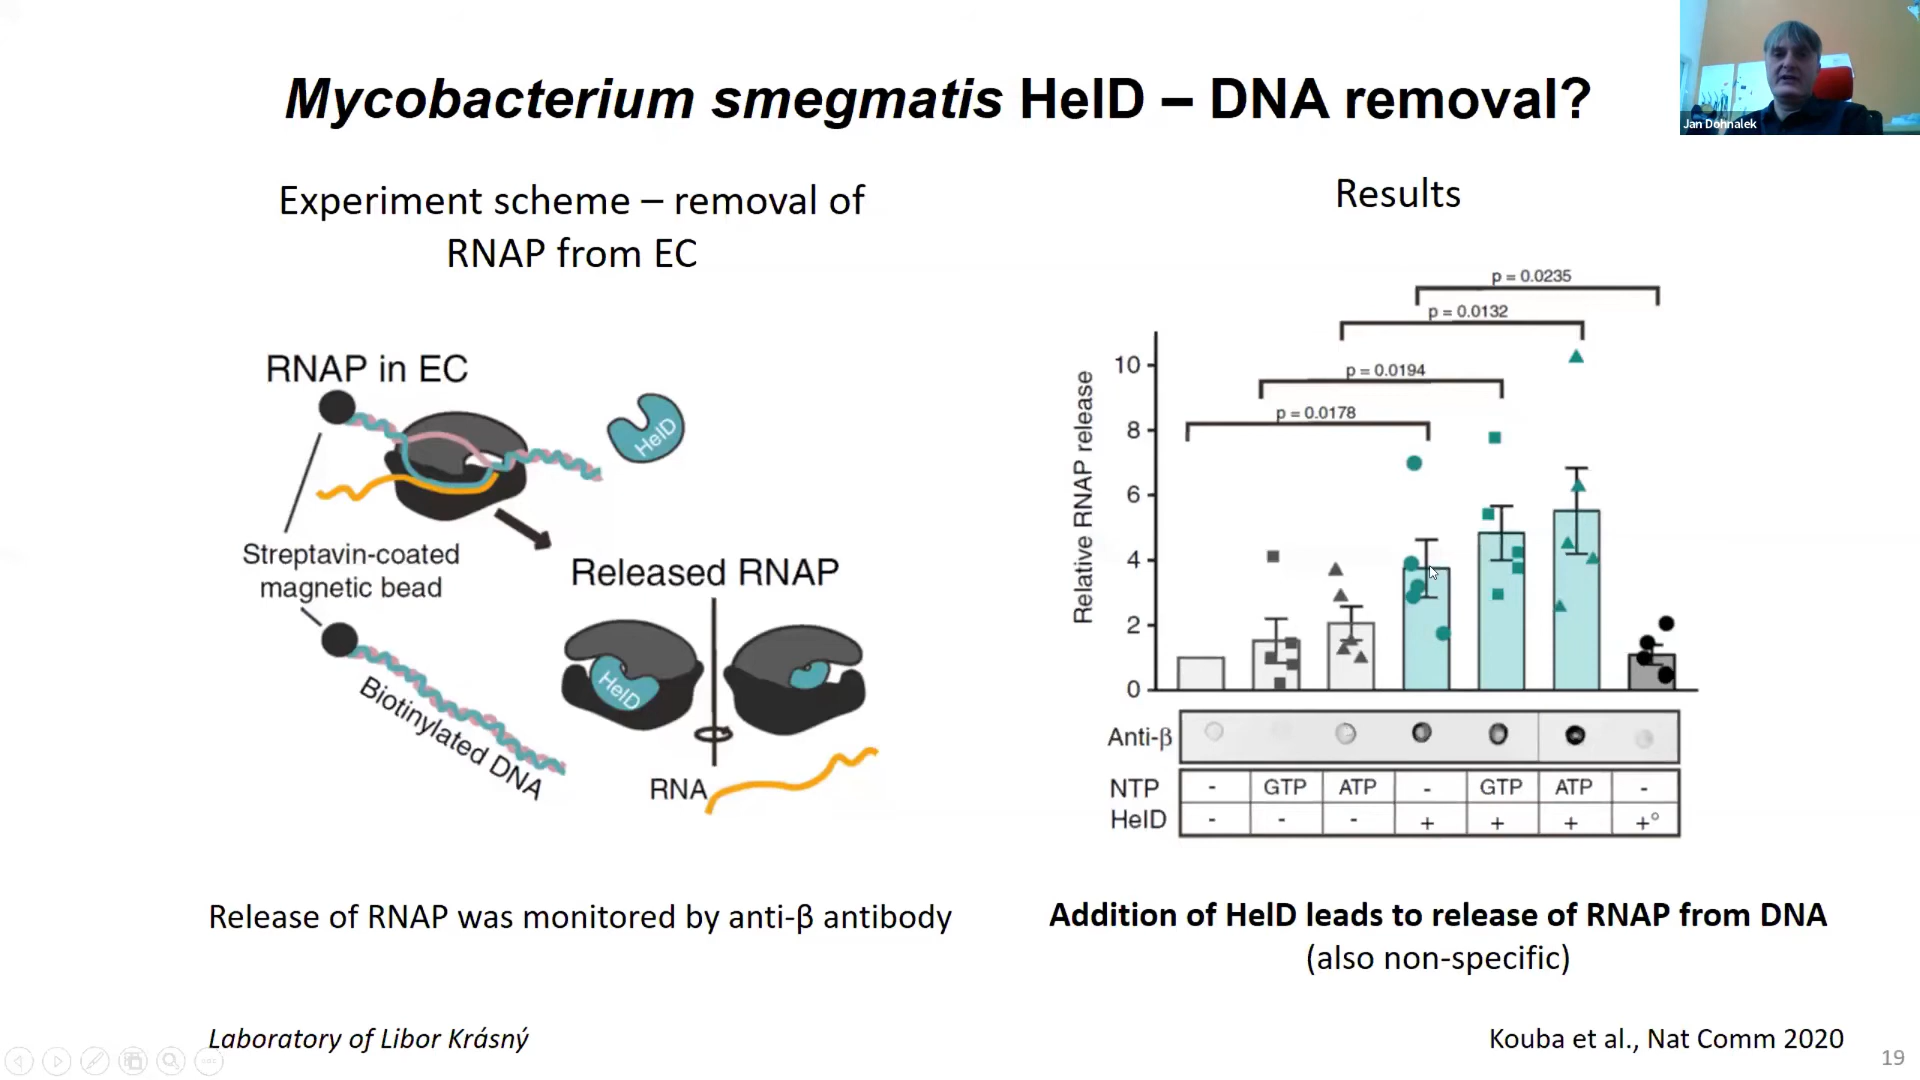 Mycobacterium smegmatis HelD – DNA removal?
Jan Dohnalek
Experiment scheme – removal of
RNAP from EC
RNAP in EC
HelD
Streptavin-coated
magnetic bead
Released RNAP
HelD
Biotinylated DNA
RNA
Release of RNAP was monitored by anti-β antibody
Laboratory of Libor Krásný
Results
p = 0.0235
p = 0.0132
p = 0.0194
p = 0.0178
Relative RNAP release
10
8
6
4
2
0
Anti-β
NTP - GTP ATP - GTP ATP -
HelD - - - + + + +°
Addition of HelD leads to release of RNAP from DNA
(also non-specific)
Kouba et al., Nat Comm 2020
19